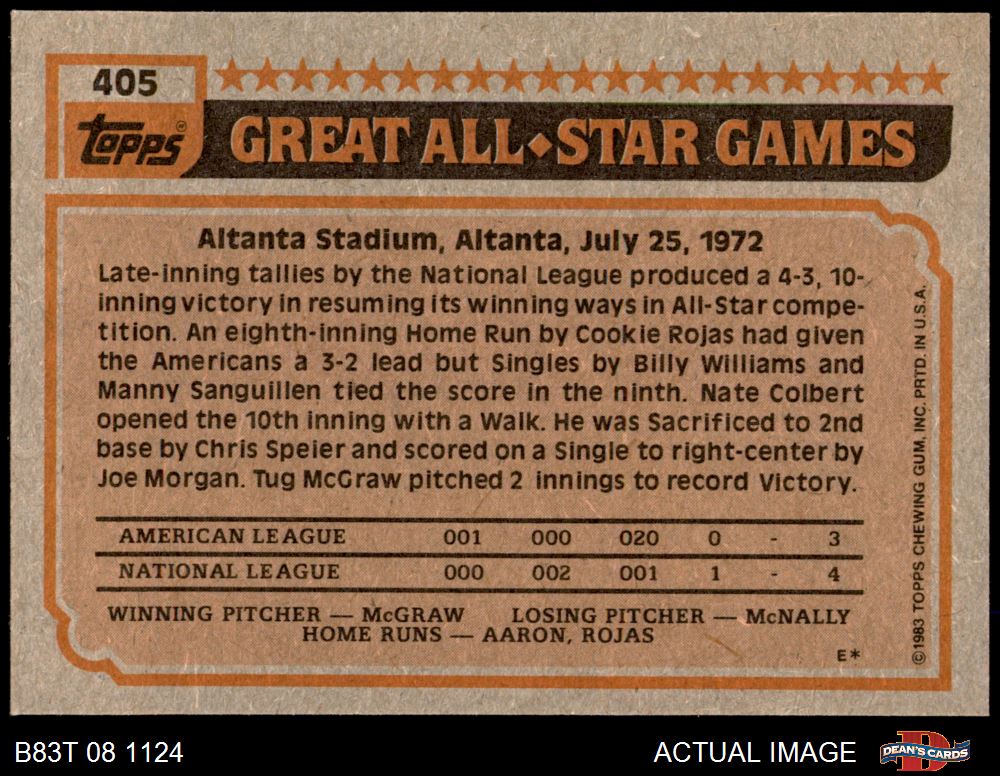 405
Topps®
GREAT ALL◆STAR GAMES
Altanta Stadium, Altanta, July 25, 1972
Late-inning tallies by the National League produced a 4-3, 10-
inning victory in resuming its winning ways in All-Star compe-
tition. An eighth-inning Home Run by Cookie Rojas had given
the Americans a 3-2 lead but Singles by Billy Williams and
Manny Sanguillen tied the score in the ninth. Nate Colbert
opened the 10th inning with a Walk. He was Sacrificed to 2nd
base by Chris Speier and scored on a Single to right-center by
Joe Morgan. Tug McGraw pitched 2 innings to record Victory.
AMERICAN LEAGUE 001 000 020 0 - 3
NATIONAL LEAGUE 000 002 001 1 - 4
WINNING PITCHER — McGRAW LOSING PITCHER — McNALLY
HOME RUNS — AARON, ROJAS
E*
©1983 TOPPS CHEWING GUM, INC. PRTD. IN U.S.A.
B83T 08 1124
ACTUAL IMAGE
DEAN'S CARDS